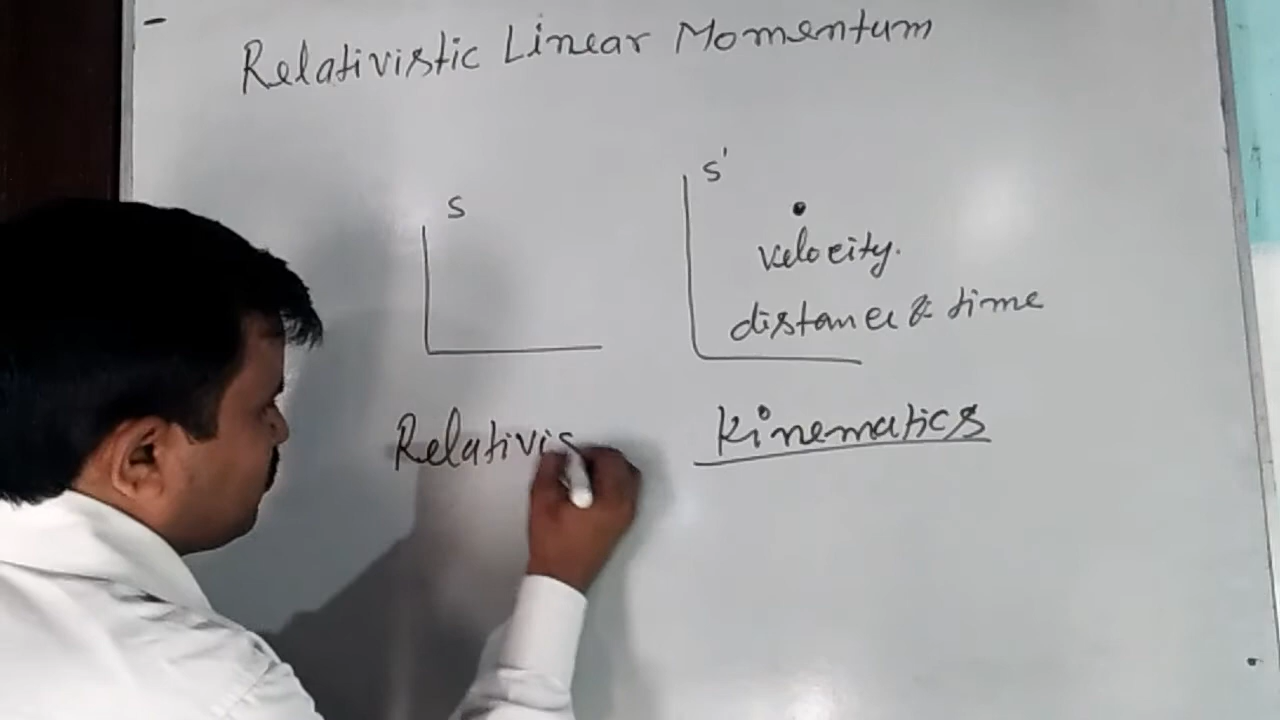 Relativistic Linear Momentum
S
S'
velocity.
distance & time
Relativis Kinematics